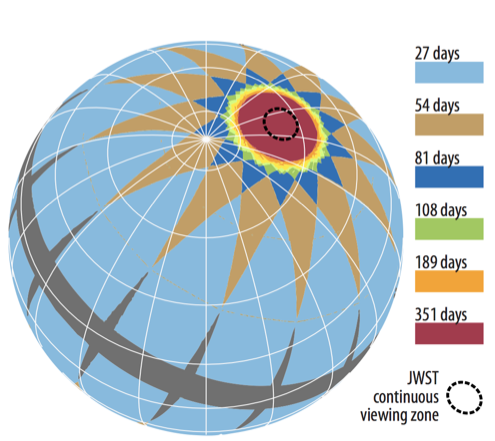 27 days
54 days
81 days
108 days
189 days
351 days
JWST
continuous
viewing zone